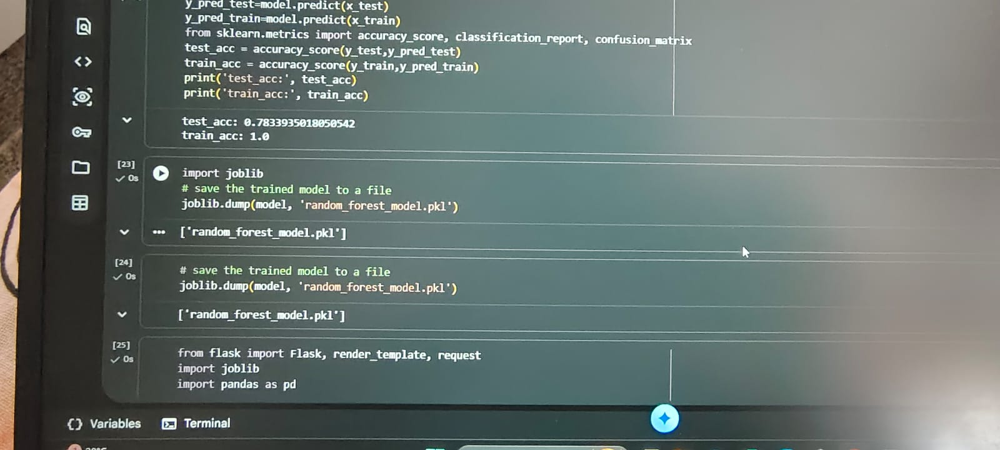 y_pred_test=model.predict(x_test)
y_pred_train=model.predict(x_train)
from sklearn.metrics import accuracy_score, classification_report, confusion_matrix
test_acc = accuracy_score(y_test,y_pred_test)
train_acc = accuracy_score(y_train,y_pred_train)
print('test_acc:', test_acc)
print('train_acc:', train_acc)
test_acc: 0.7833935018050542
train_acc: 1.0
[23]
0s
import joblib
# save the trained model to a file
joblib.dump(model, 'random_forest_model.pkl')
['random_forest_model.pkl']
[24]
0s
# save the trained model to a file
joblib.dump(model, 'random_forest_model.pkl')
['random_forest_model.pkl']
[25]
0s
from flask import Flask, render_template, request
import joblib
import pandas as pd
Variables
Terminal